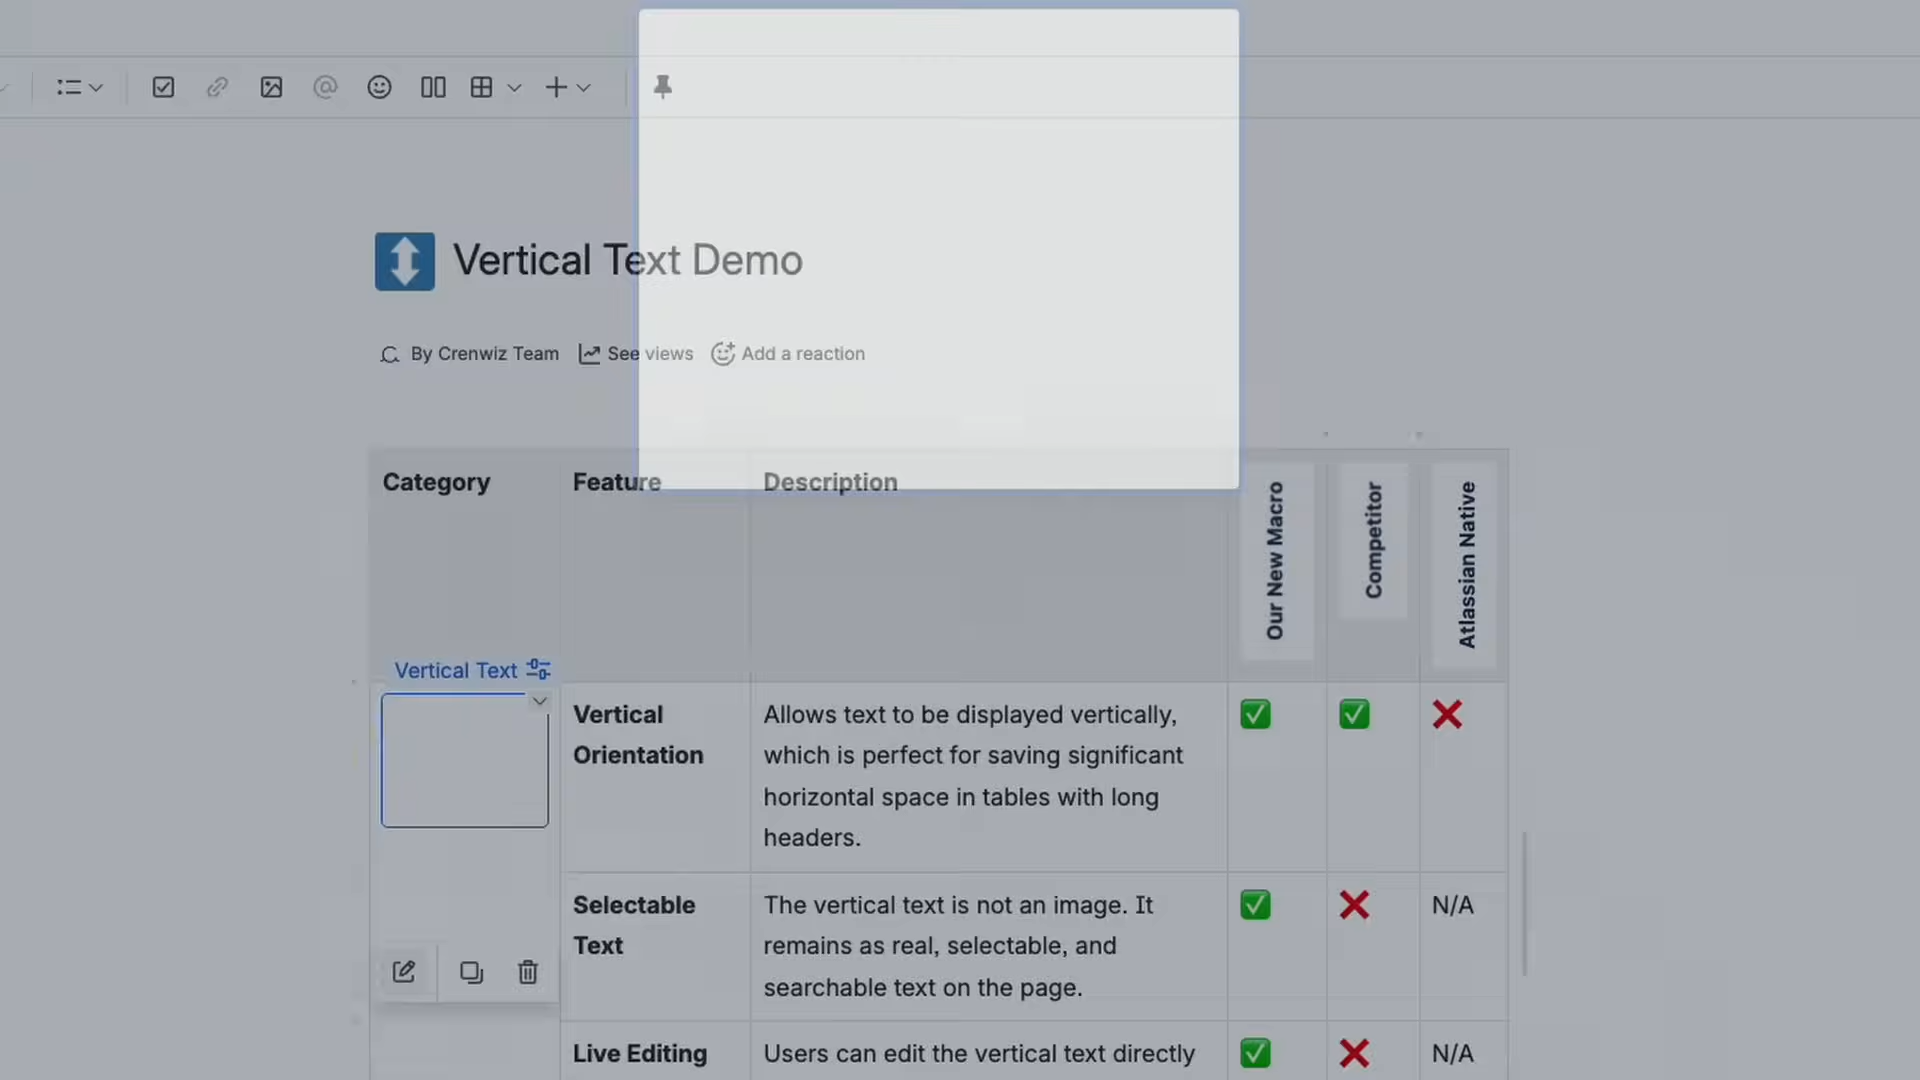 Vertical Text Demo
By Crenwiz Team See views Add a reaction
Category Feature Description Our New Macro Competitor Atlassian Native
Vertical Text
Vertical
Orientation
Allows text to be displayed vertically,
which is perfect for saving significant
horizontal space in tables with long
headers.
Selectable
Text
The vertical text is not an image. It
remains as real, selectable, and
searchable text on the page.
N/A
Live Editing
Users can edit the vertical text directly
N/A